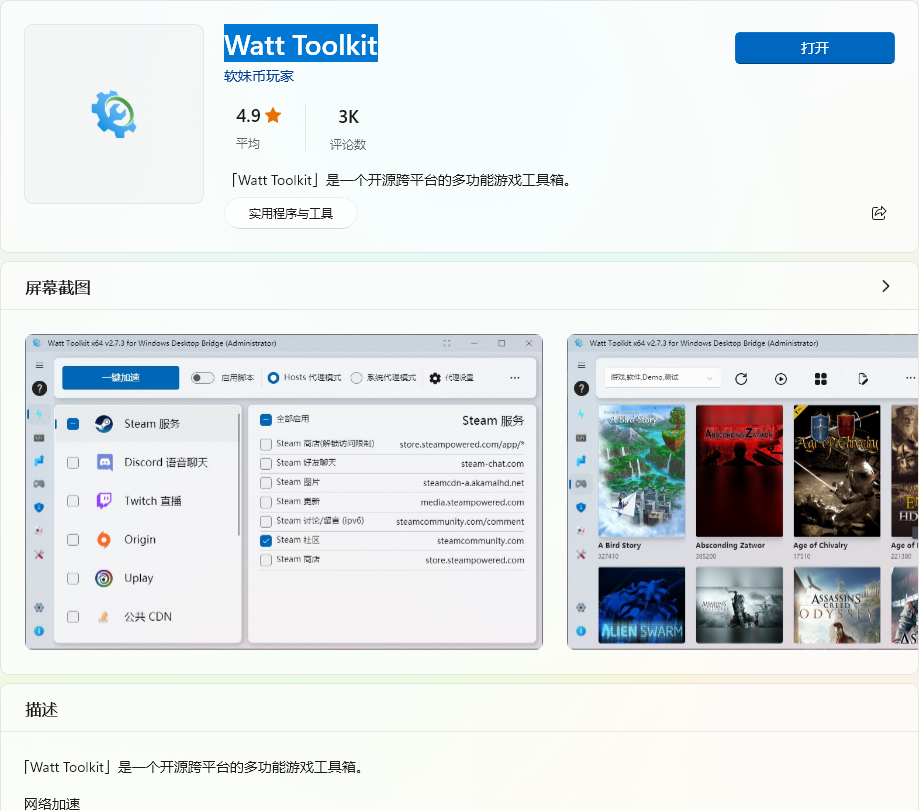 Watt Toolkit
打开
软妹币玩家
4.9
3K
平均
评论数
「Watt Toolkit」是一个开源跨平台的多功能游戏工具箱。
实用程序与工具
屏幕截图
Watt Toolkit x64 v2.7.3 for Windows Desktop Bridge (Administrator)
一键加速
启用脚本
Hosts 代理模式
系统代理模式
代理设置
Steam 服务
Discord 语音聊天
Twitch 直播
Origin
Uplay
公共 CDN
全部启用
Steam 服务
Steam 商店(解锁访问限制) store.steampowered.com/app/*
Steam 好友聊天 steam-chat.com
Steam 图片 steamcdn-a.akamaihd.net
Steam 更新 media.steampowered.com
Steam 讨论/留言 (ipv6) steamcommunity.com/comment
Steam 社区 steamcommunity.com
Steam 商店 store.steampowered.com
Watt Toolkit x64 v2.7.3 for Windows Desktop Bridge (Administrator)
游戏,软件,Demo,测试
A Bird Story
ABSCONDING ZATWOR
Age of Chivalry
HD
A Bird Story
327410
Absconding Zatwor
385200
Age of Chivalry
17510
Age of
221380
ALIEN SWARM
ASSASSIN'S CREED ODYSSEY
描述
「Watt Toolkit」是一个开源跨平台的多功能游戏工具箱。
网络加速